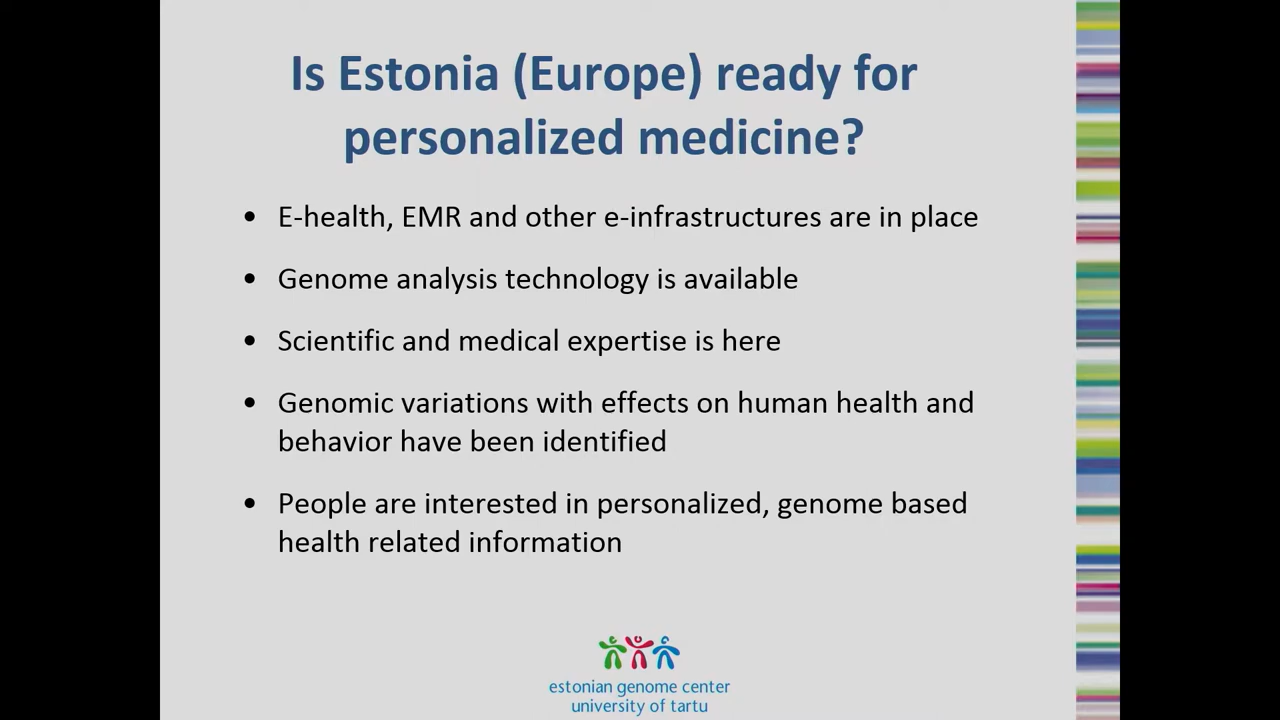 Is Estonia (Europe) ready for
personalized medicine?
• E-health, EMR and other e-infrastructures are in place
• Genome analysis technology is available
• Scientific and medical expertise is here
• Genomic variations with effects on human health and
behavior have been identified
• People are interested in personalized, genome based
health related information
estonian genome center
university of tartu